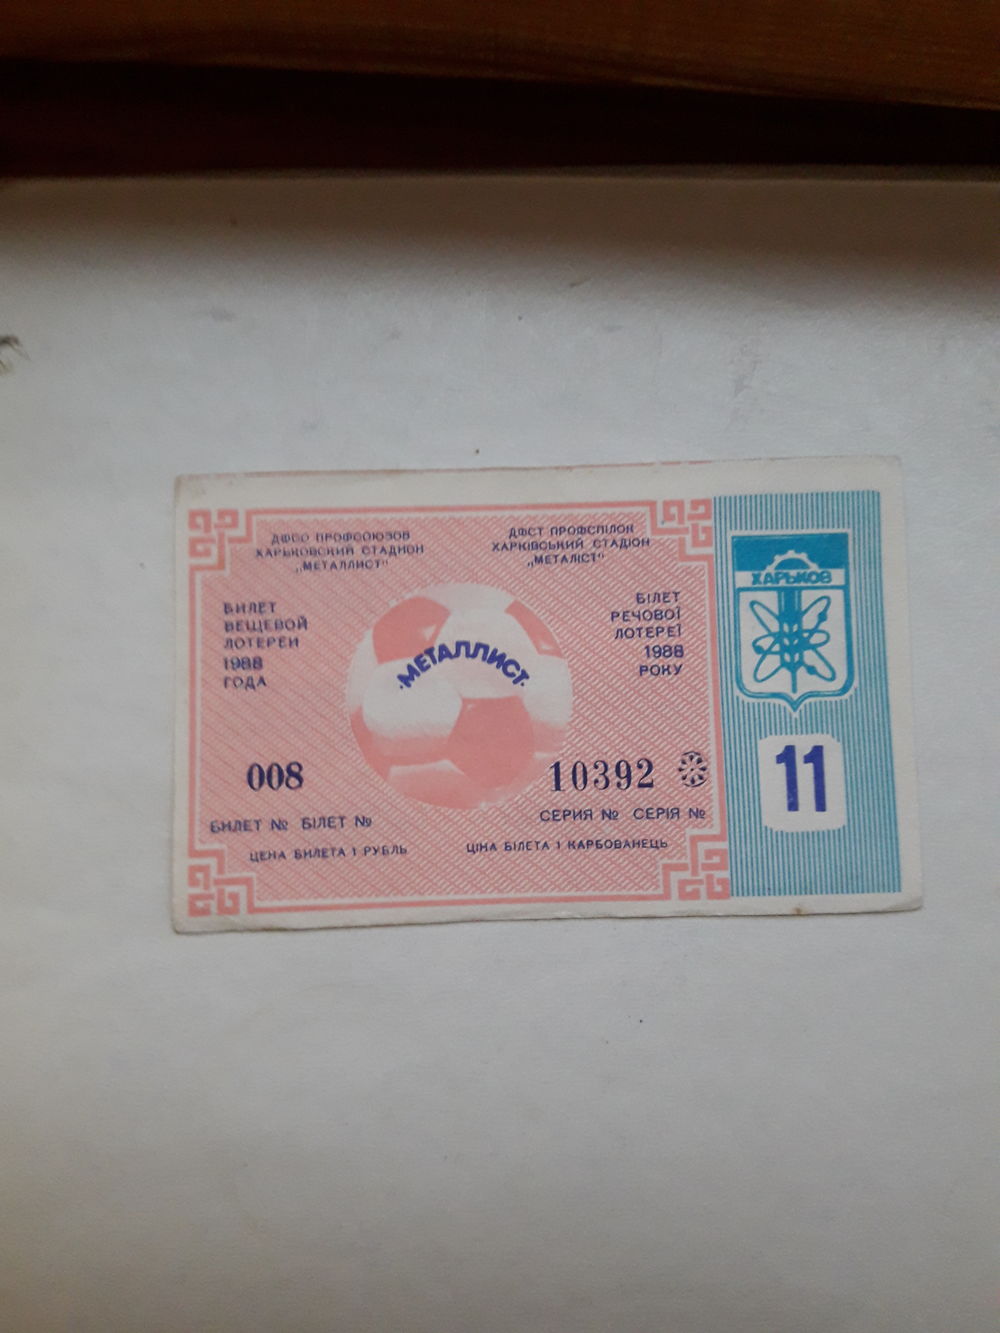 ДФСО ПРОФСОЮЗОВ
ХАРЬКОВСКИЙ СТАДИОН
„МЕТАЛЛИСТ"
ДФСТ ПРОФСПІЛОК
ХАРКІВСЬКИЙ СТАДІОН
„МЕТАЛІСТ"
БИЛЕТ
ВЕЩЕВОЙ
ЛОТЕРЕИ
1988
ГОДА
·МЕТАЛЛИСТ·
БІЛЕТ
РЕЧОВОЇ
ЛОТЕРЕЇ
1988
РОКУ
008
10392
БИЛЕТ № БІЛЕТ №
СЕРИЯ № СЕРІЯ №
ЦЕНА БИЛЕТА 1 РУБЛЬ
ЦІНА БІЛЕТА 1 КАРБОВАНЕЦЬ
ХАРЬКОВ
11